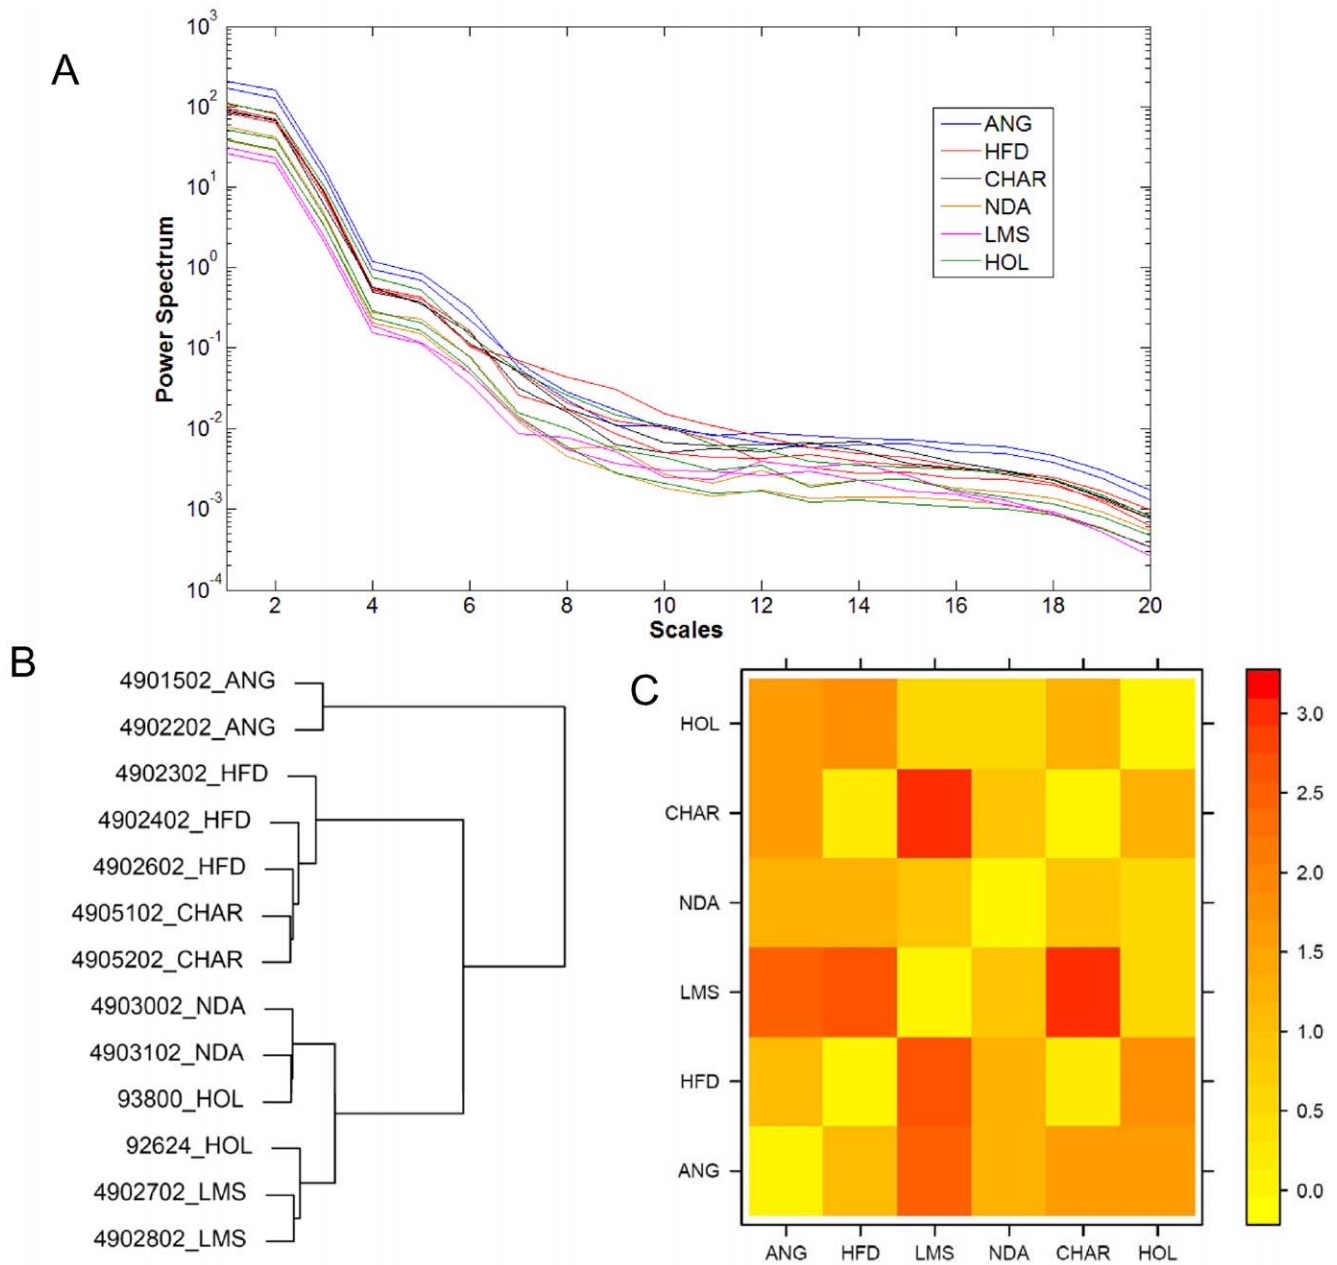 A
10^3
10^2
10^1
10^0
10^-1
10^-2
10^-3
10^-4
Power Spectrum
2 4 6 8 10 12 14 16 18 20
Scales
ANG
HFD
CHAR
NDA
LMS
HOL
B
4901502_ANG
4902202_ANG
4902302_HFD
4902402_HFD
4902602_HFD
4905102_CHAR
4905202_CHAR
4903002_NDA
4903102_NDA
93800_HOL
92624_HOL
4902702_LMS
4902802_LMS
C
HOL
CHAR
NDA
LMS
HFD
ANG
ANG HFD LMS NDA CHAR HOL
3.0
2.5
2.0
1.5
1.0
0.5
0.0